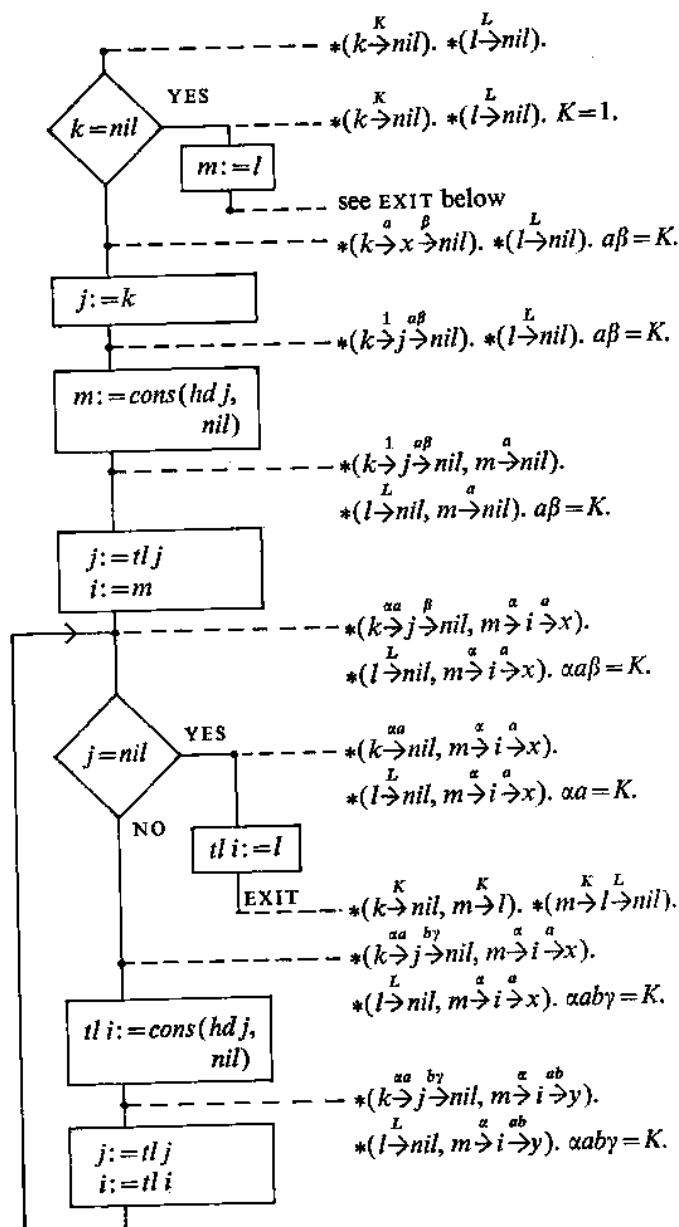 *(k →^K nil). *(l →^L nil).
YES
k=nil
*(k →^K nil). *(l →^L nil). K=1.
m:=l
see EXIT below
*(k →^a x →^β nil). *(l →^L nil). aβ=K.
j:=k
*(k →^1 j →^aβ nil). *(l →^L nil). aβ=K.
m:=cons(hd j,
nil)
*(k →^1 j →^aβ nil, m →^a nil).
*(l →^L nil, m →^a nil). aβ=K.
j:=tl j
i:=m
*(k →^αa j →^β nil, m →^α i →^a x).
*(l →^L nil, m →^α i →^a x). αaβ=K.
YES
j=nil
*(k →^αa nil, m →^α i →^a x).
*(l →^L nil, m →^α i →^a x). αa=K.
NO
tl i:=l
EXIT
*(k →^K nil, m →^K l). *(m →^K l →^L nil).
*(k →^αa j →^bγ nil, m →^α i →^a x).
*(l →^L nil, m →^α i →^a x). αabγ=K.
tl i:=cons(hd j,
nil)
*(k →^αa j →^bγ nil, m →^α i →^ab y).
*(l →^L nil, m →^α i →^ab y). αabγ=K.
j:=tl j
i:=tl i